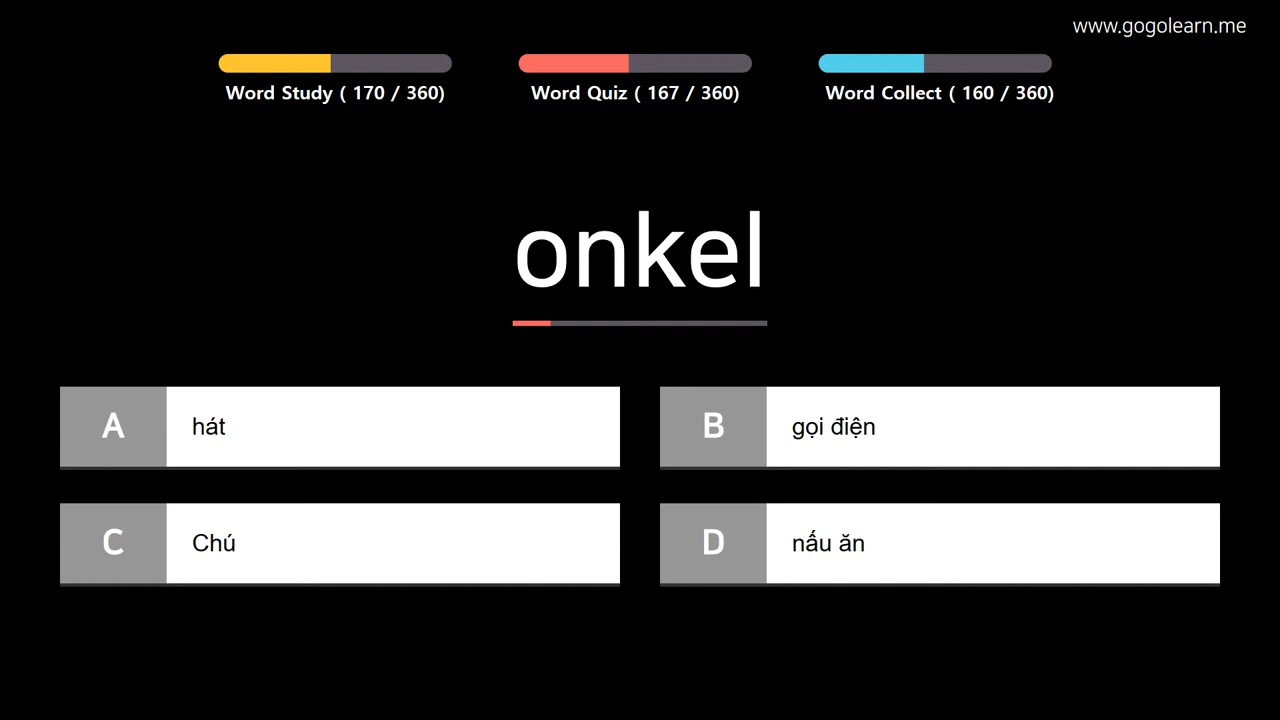 www.gogolearn.me
Word Study ( 170 / 360)
Word Quiz ( 167 / 360)
Word Collect ( 160 / 360)
onkel
A hát
B gọi điện
C Chú
D nấu ăn